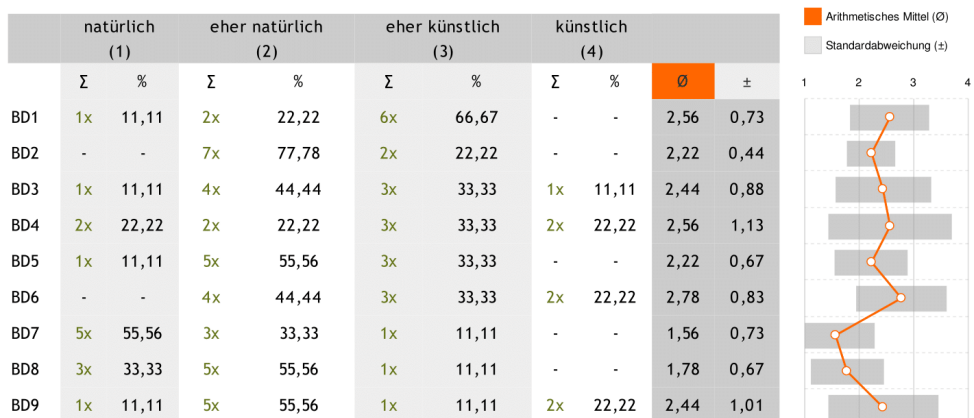 natürlich eher natürlich eher künstlich künstlich
(1) (2) (3) (4)
Σ % Σ % Σ % Σ % Ø ±
BD1 1x 11,11 2x 22,22 6x 66,67 - - 2,56 0,73
BD2 - - 7x 77,78 2x 22,22 - - 2,22 0,44
BD3 1x 11,11 4x 44,44 3x 33,33 1x 11,11 2,44 0,88
BD4 2x 22,22 2x 22,22 3x 33,33 2x 22,22 2,56 1,13
BD5 1x 11,11 5x 55,56 3x 33,33 - - 2,22 0,67
BD6 - - 4x 44,44 3x 33,33 2x 22,22 2,78 0,83
BD7 5x 55,56 3x 33,33 1x 11,11 - - 1,56 0,73
BD8 3x 33,33 5x 55,56 1x 11,11 - - 1,78 0,67
BD9 1x 11,11 5x 55,56 1x 11,11 2x 22,22 2,44 1,01
Arithmetisches Mittel (Ø)
Standardabweichung (±)
1 2 3 4